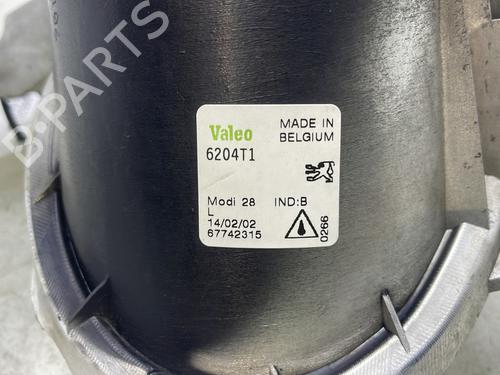 B-Parts
Valeo
MADE IN
BELGIUM
6204T1
Modi 28 IND:B
L
14/02/02
67742315
0266